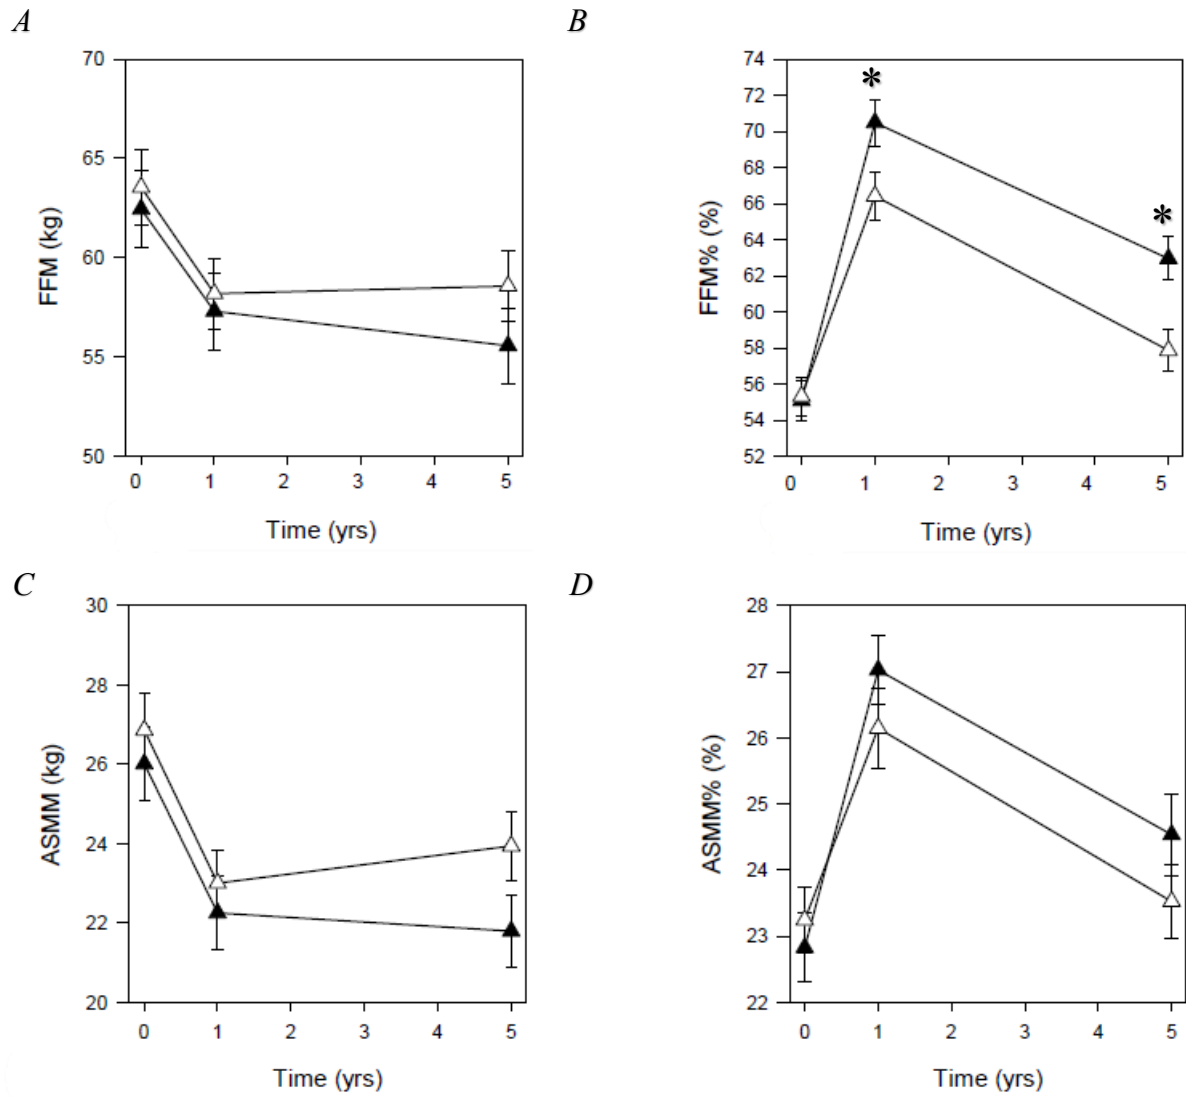 A
FFM (kg)
70
65
60
55
50
0 1 2 3 4 5
Time (yrs)
B
FFM% (%)
74
72
70
68
66
64
62
60
58
56
54
52
*
*
0 1 2 3 4 5
Time (yrs)
C
ASMM (kg)
30
28
26
24
22
20
0 1 2 3 4 5
Time (yrs)
D
ASMM% (%)
28
27
26
25
24
23
22
0 1 2 3 4 5
Time (yrs)